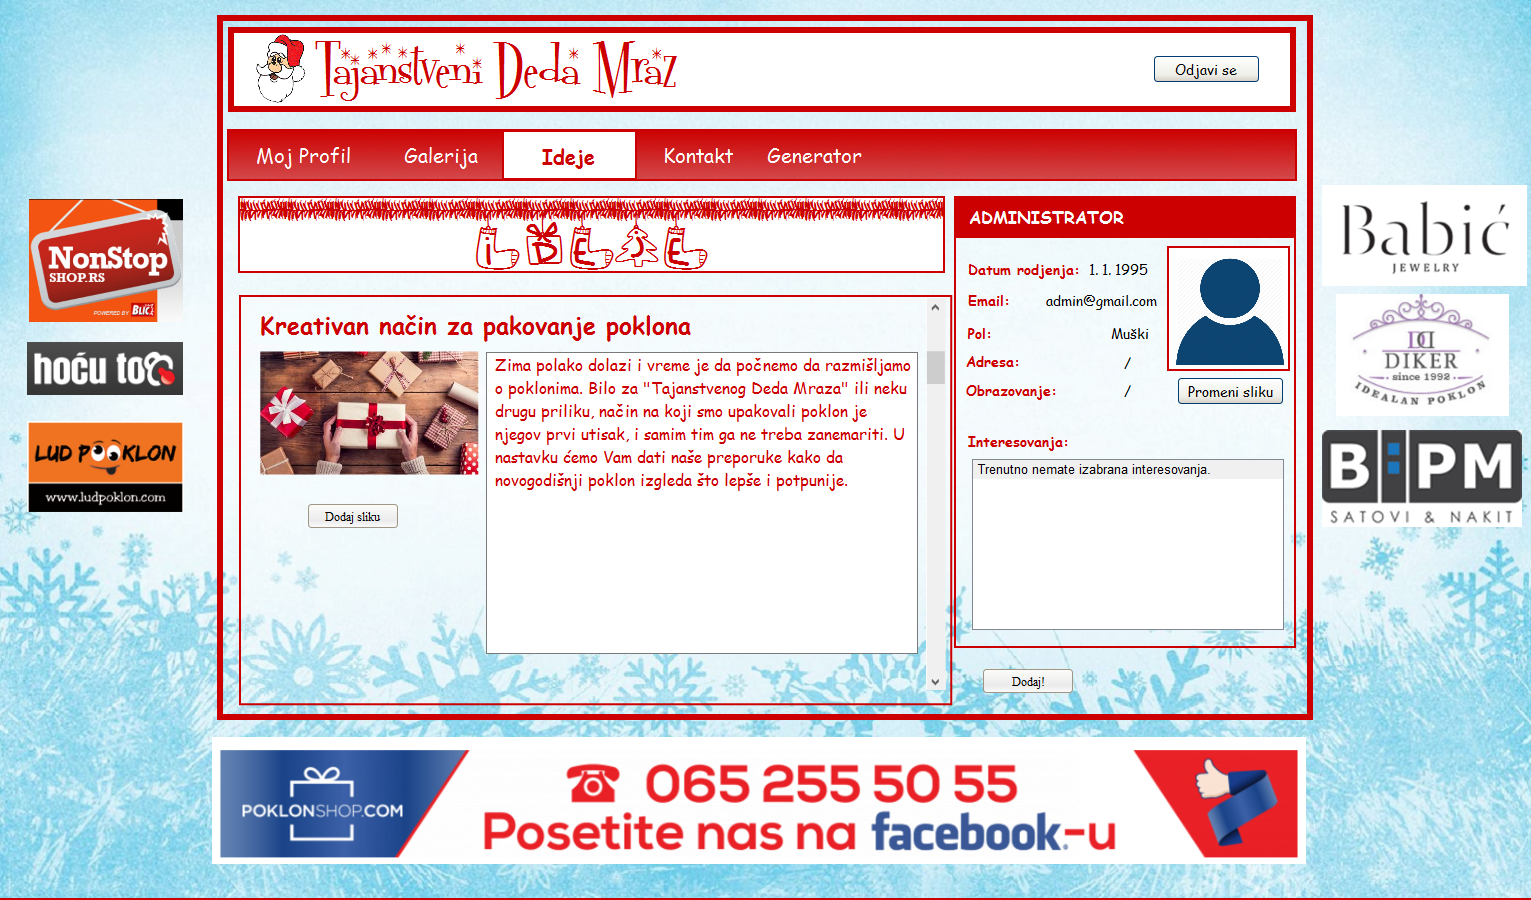 Tajanstveni Deda Mraz
Odjavi se
Moj Profil
Galerija
Ideje
Kontakt
Generator
IDEJE
Kreativan način za pakovanje poklona
Zima polako dolazi i vreme je da počnemo da razmišljamo
o poklonima. Bilo za "Tajanstvenog Deda Mraza" ili neku
drugu priliku, način na koji smo upakovali poklon je
njegov prvi utisak, i samim tim ga ne treba zanemariti. U
nastavku ćemo Vam dati naše preporuke kako da
novogodišnji poklon izgleda što lepše i potpunije.
Dodaj sliku
ADMINISTRATOR
Datum rodjenja: 1. 1. 1995
Email: admin@gmail.com
Pol: Muški
Adresa: /
Obrazovanje: /
Promeni sliku
Interesovanja:
Trenutno nemate izabrana interesovanja.
Dodaj!
NonStop
SHOP.RS
POWERED BY BLIC
hoću to
LUD POOKLON
www.ludpoklon.com
Babić
JEWELRY
DD
DIKER
since 1992
IDEALAN POKLON
B:PM
SATOVI & NAKIT
POKLONSHOP.COM
065 255 50 55
Posetite nas na facebook-u